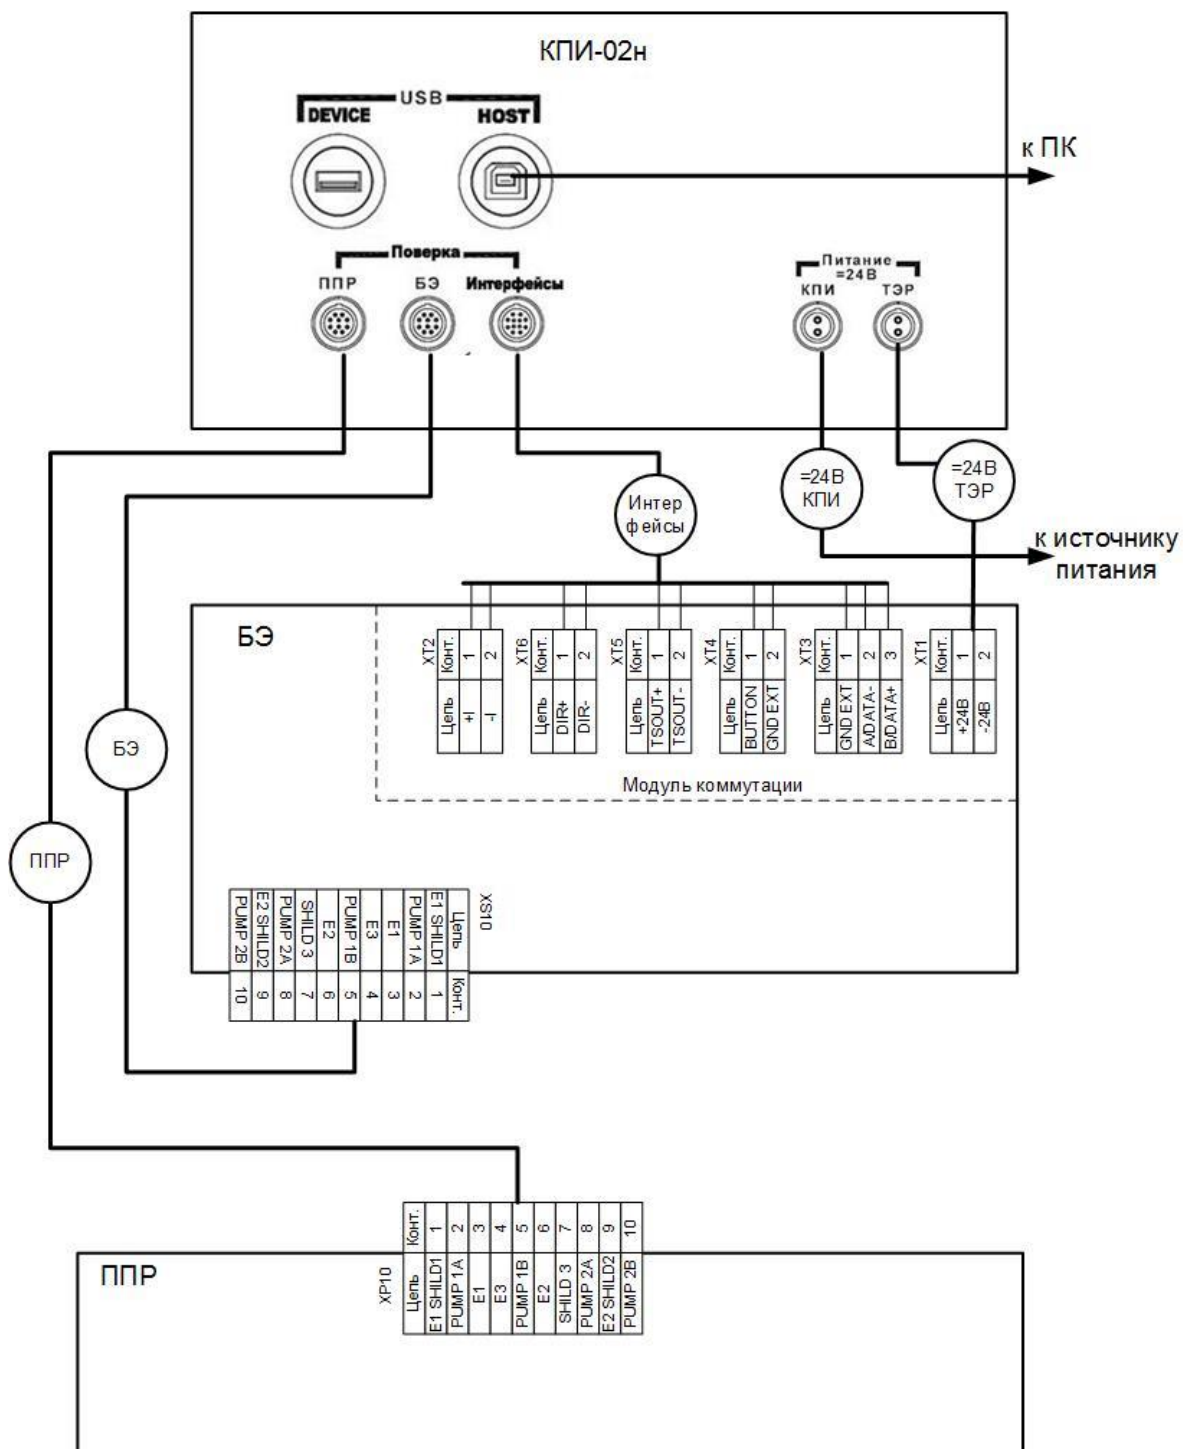 КПИ-02н
USB
DEVICE HOST
к ПК
Поверка
ППР БЭ Интерфейсы
Питание
=24В
КПИ ТЭР
=24В
КПИ
=24В
ТЭР
Интер
фейсы
к источнику
питания
БЭ
XT2
Конт. 1 2
Цепь +I -I
XT6
Конт. 1 2
Цепь DIR+ DIR-
XT5
Конт. 1 2
Цепь TSOUT+ TSOUT-
XT4
Конт. 1 2
Цепь BUTTON GND EXT
XT3
Конт. 1 2 3
Цепь GND EXT A/DATA- B/DATA+
XT1
Конт. 1 2
Цепь +24В -24В
Модуль коммутации
БЭ
ППР
XS10
PUMP 2B E2 SHILD2 PUMP 2A SHILD 3 E2 PUMP 1B E3 E1 PUMP 1A E1 SHILD1 Цепь
10 9 8 7 6 5 4 3 2 1 Конт.
ППР
XP10
Конт. 1 2 3 4 5 6 7 8 9 10
Цепь E1 SHILD1 PUMP 1A E1 E3 PUMP 1B E2 SHILD 3 PUMP 2A E2 SHILD2 PUMP 2B